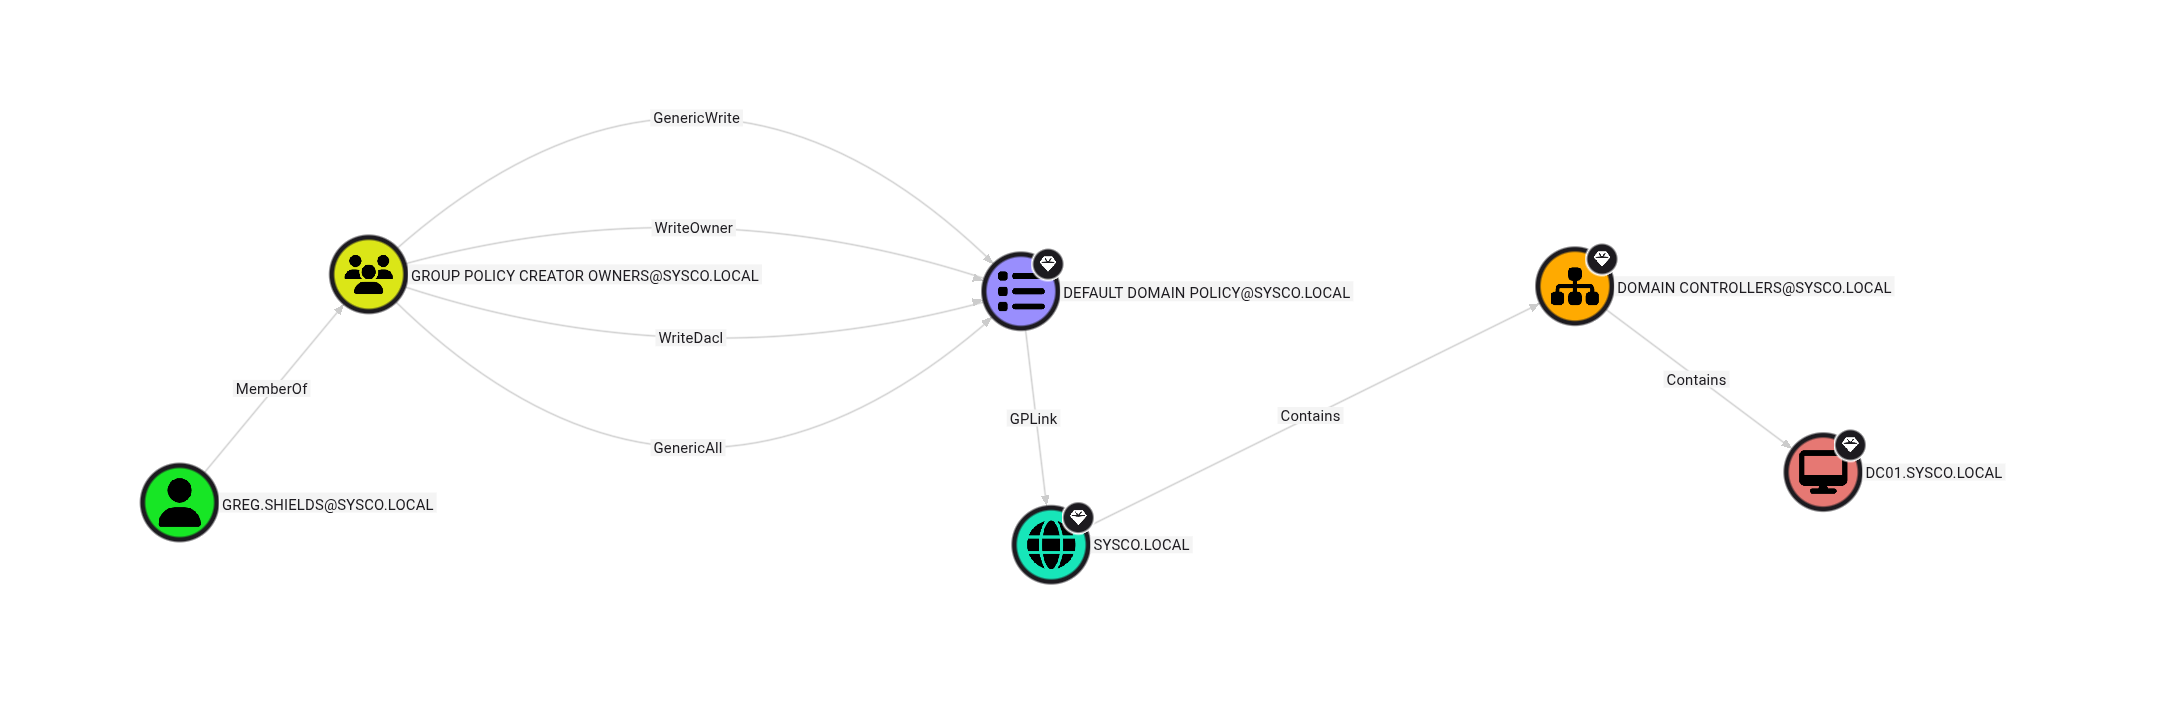 GenericWrite
WriteOwner
GROUP POLICY CREATOR OWNERS@SYSCO.LOCAL
DEFAULT DOMAIN POLICY@SYSCO.LOCAL
DOMAIN CONTROLLERS@SYSCO.LOCAL
WriteDacl
Contains
MemberOf
Contains
GPLink
GenericAll
DC01.SYSCO.LOCAL
GREG.SHIELDS@SYSCO.LOCAL
SYSCO.LOCAL